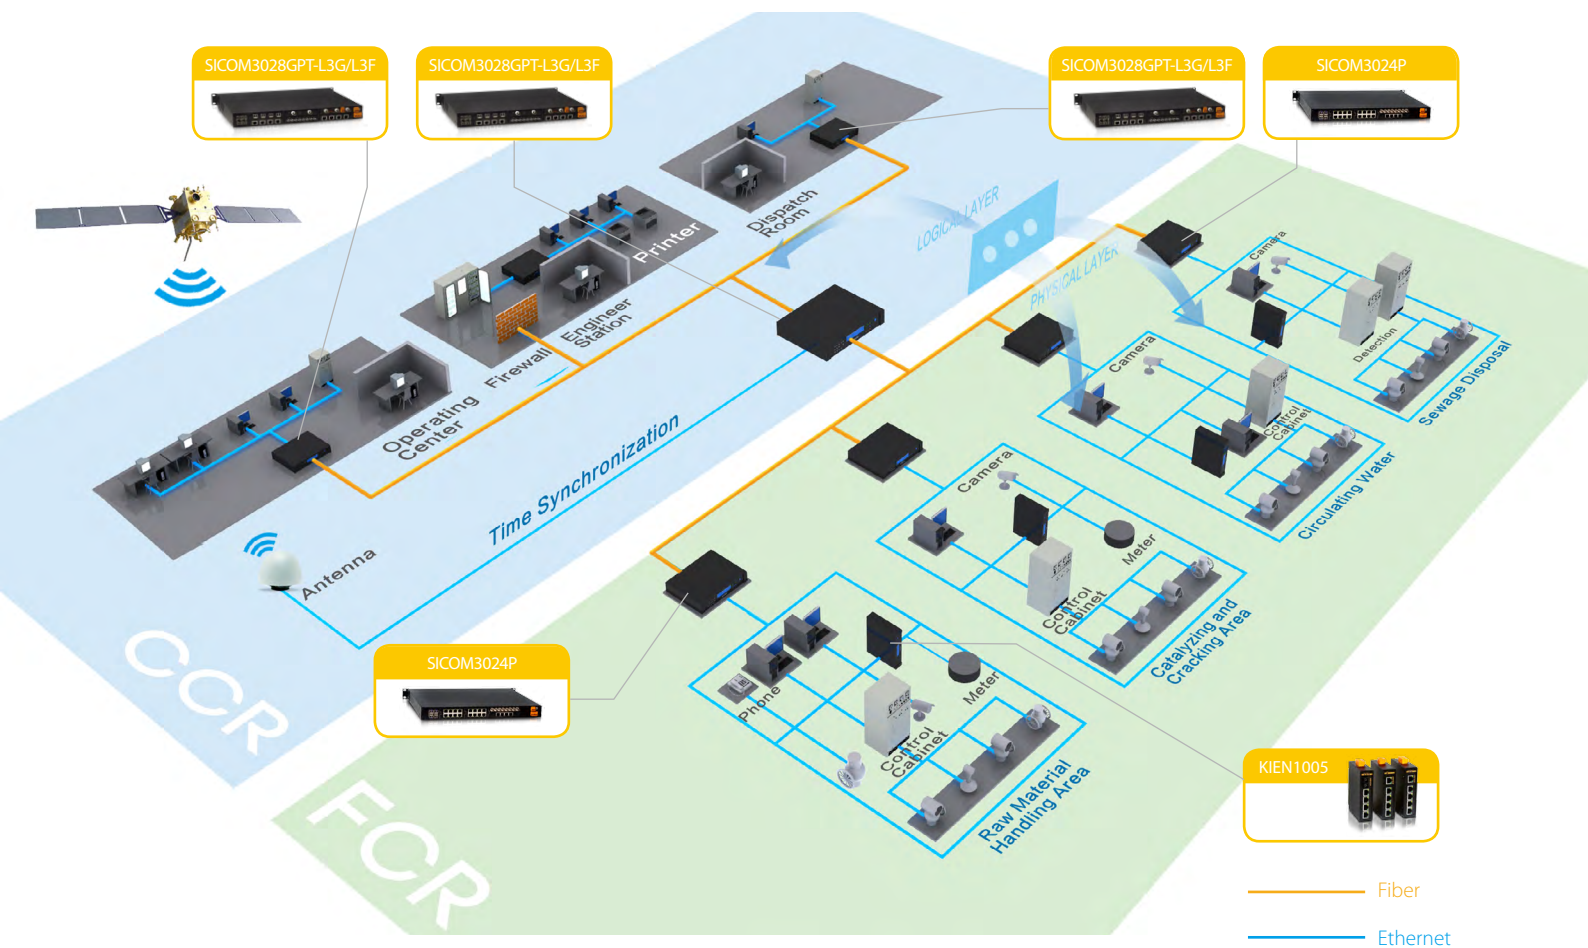 SICOM3028GPT-L3G/L3F
SICOM3028GPT-L3G/L3F
SICOM3028GPT-L3G/L3F
SICOM3024P
Dispatch
Room
LOGICAL LAYER
PHYSICAL LAYER
Printer
Engineer
Station
Firewall
Operating
Center
Time Synchronization
Antenna
CCR
Camera
Detection
Sewage Disposal
Camera
Control
Cabinet
Circulating Water
Camera
Meter
Control
Cabinet
Catalyzing and
Cracking Area
SICOM3024P
Phone
Meter
Control
Cabinet
Raw Material
Handling Area
FCR
KIEN1005
Fiber
Ethernet